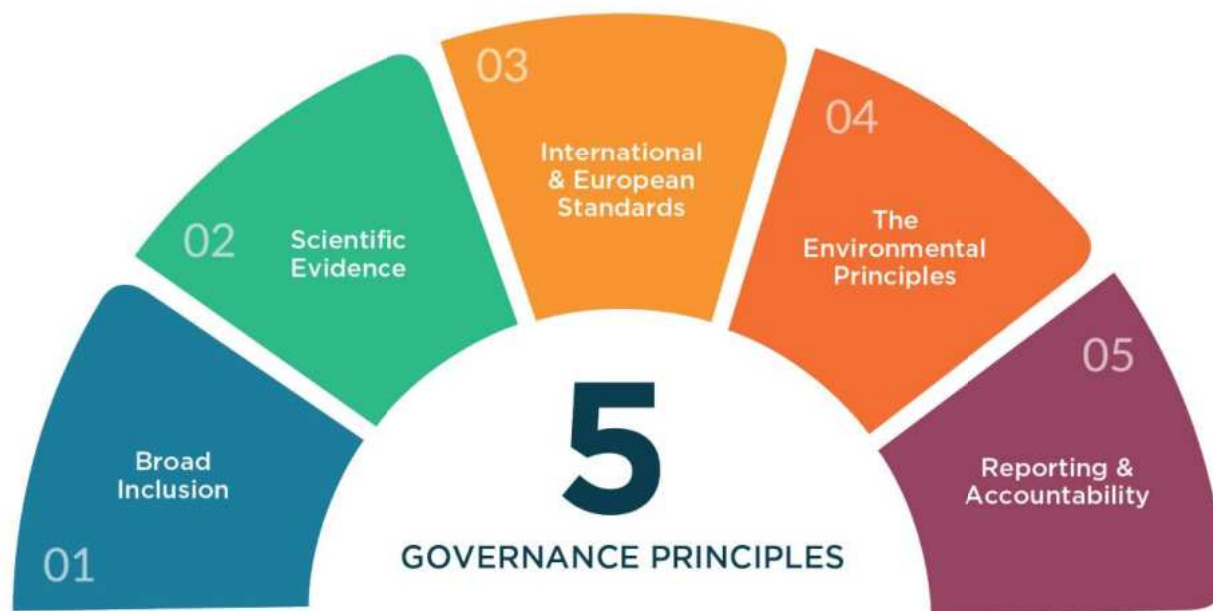 01
Broad
Inclusion
02
Scientific
Evidence
03
International
& European
Standards
04
The
Environmental
Principles
05
Reporting &
Accountability
5
GOVERNANCE PRINCIPLES